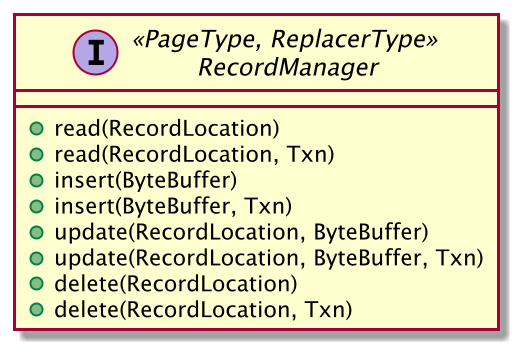 I
«PageType, ReplacerType»
RecordManager
read(RecordLocation)
read(RecordLocation, Txn)
insert(ByteBuffer)
insert(ByteBuffer, Txn)
update(RecordLocation, ByteBuffer)
update(RecordLocation, ByteBuffer, Txn)
delete(RecordLocation)
delete(RecordLocation, Txn)